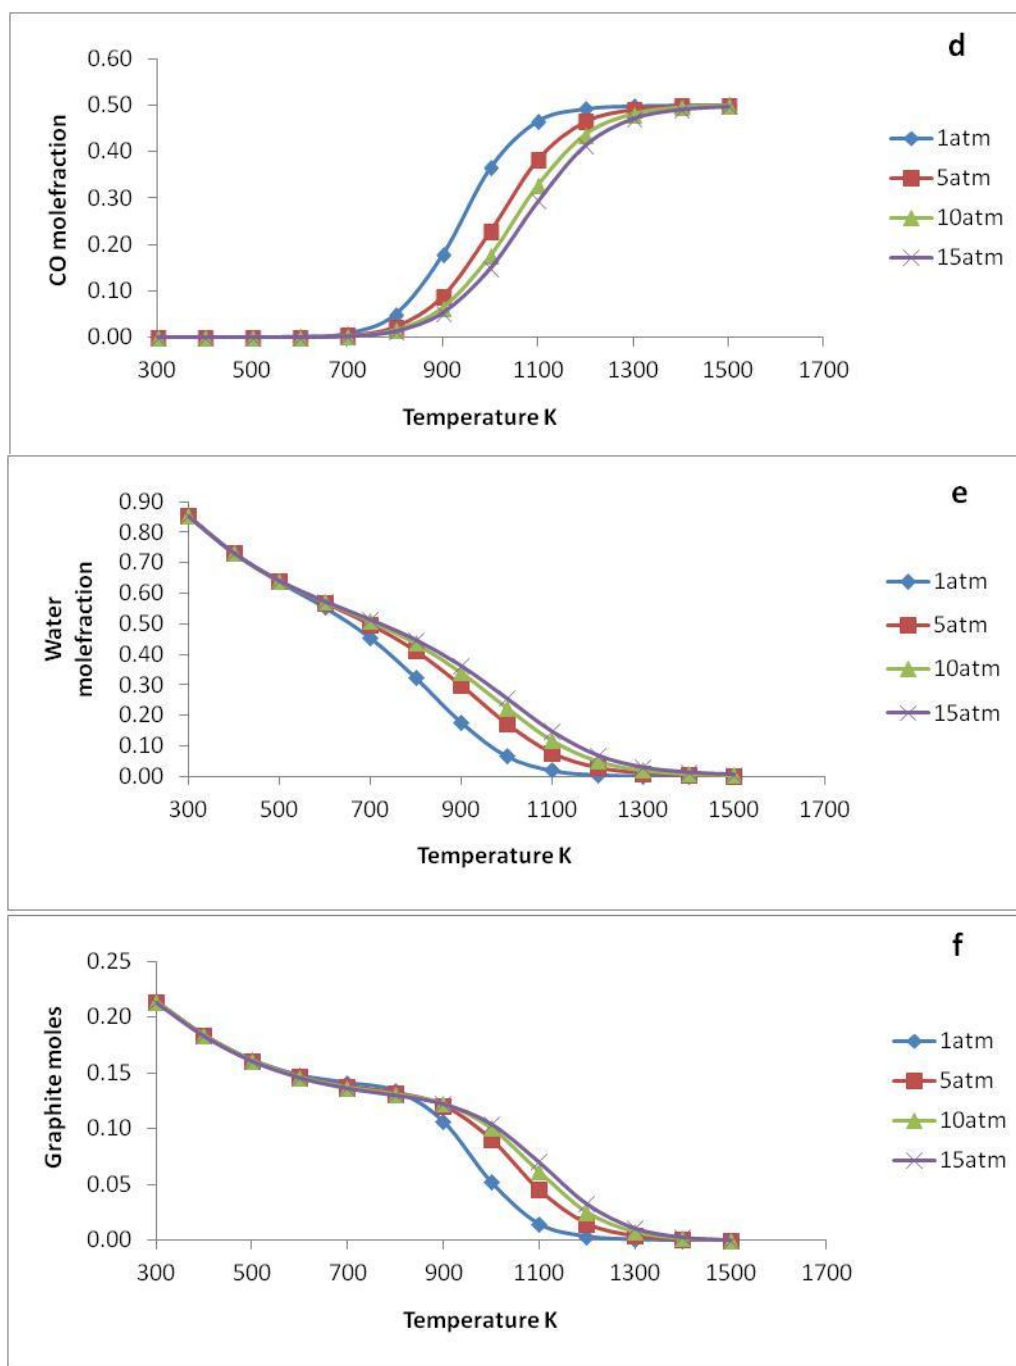 d
0.60
0.50
0.40
0.30
0.20
0.10
0.00
CO molefraction
300 500 700 900 1100 1300 1500 1700
Temperature K
1atm
5atm
10atm
15atm
e
0.90
0.80
0.70
0.60
0.50
0.40
0.30
0.20
0.10
0.00
Water
molefraction
300 500 700 900 1100 1300 1500 1700
Temperature K
1atm
5atm
10atm
15atm
f
0.25
0.20
0.15
0.10
0.05
0.00
Graphite moles
300 500 700 900 1100 1300 1500 1700
Temperature K
1atm
5atm
10atm
15atm